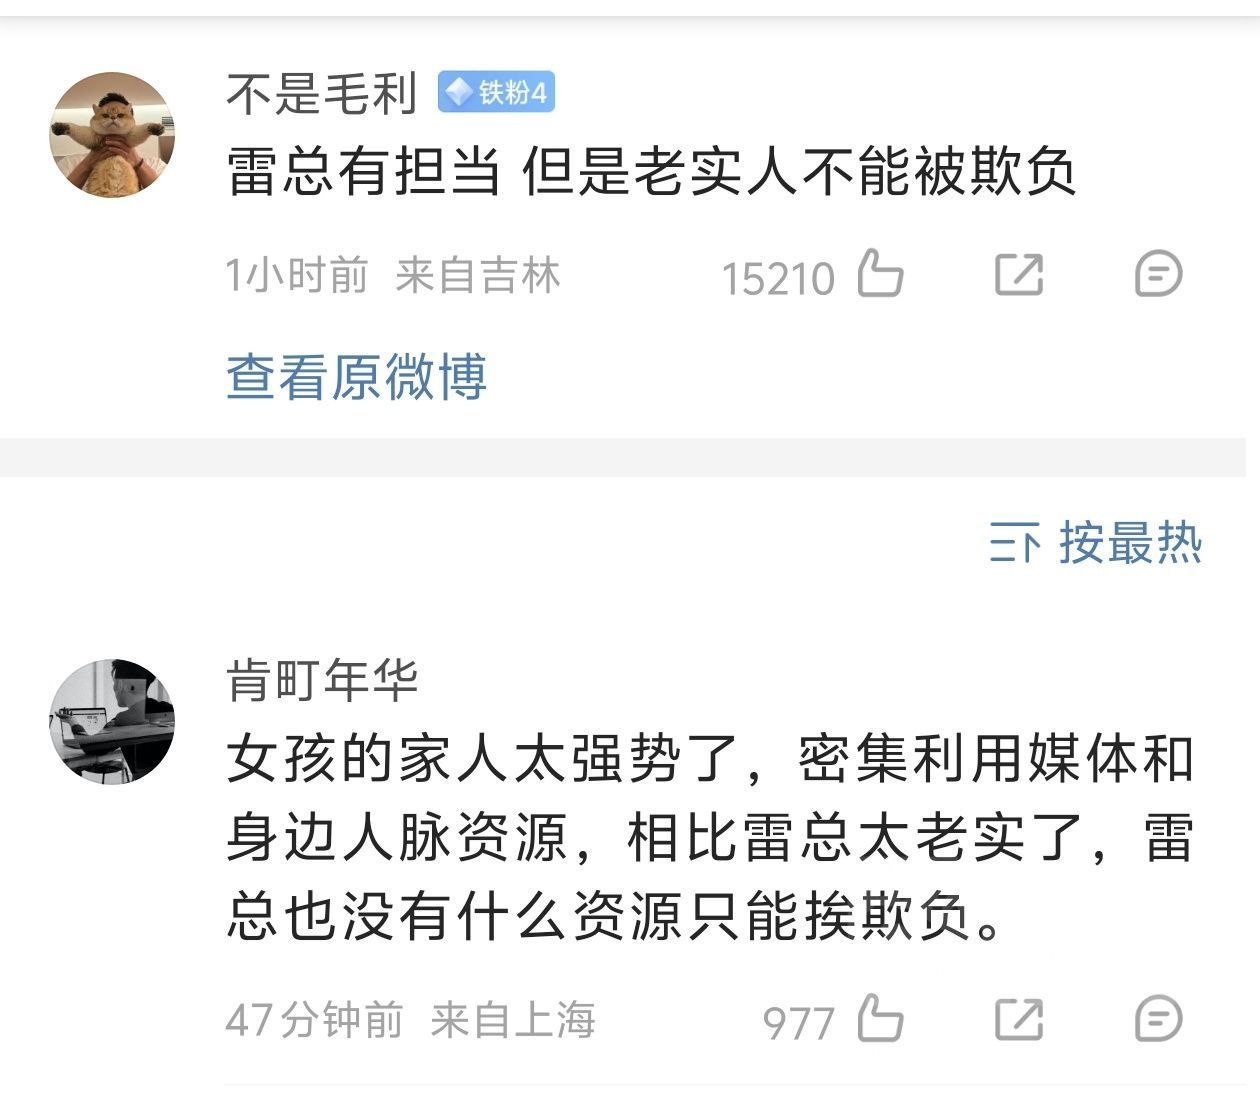 不是毛利 铁粉4
雷总有担当 但是老实人不能被欺负
1小时前 来自吉林 15210
查看原微博
按最热
肯町年华
女孩的家人太强势了，密集利用媒体和
身边人脉资源，相比雷总太老实了，雷
总也没有什么资源只能挨欺负。
47分钟前 来自上海 977